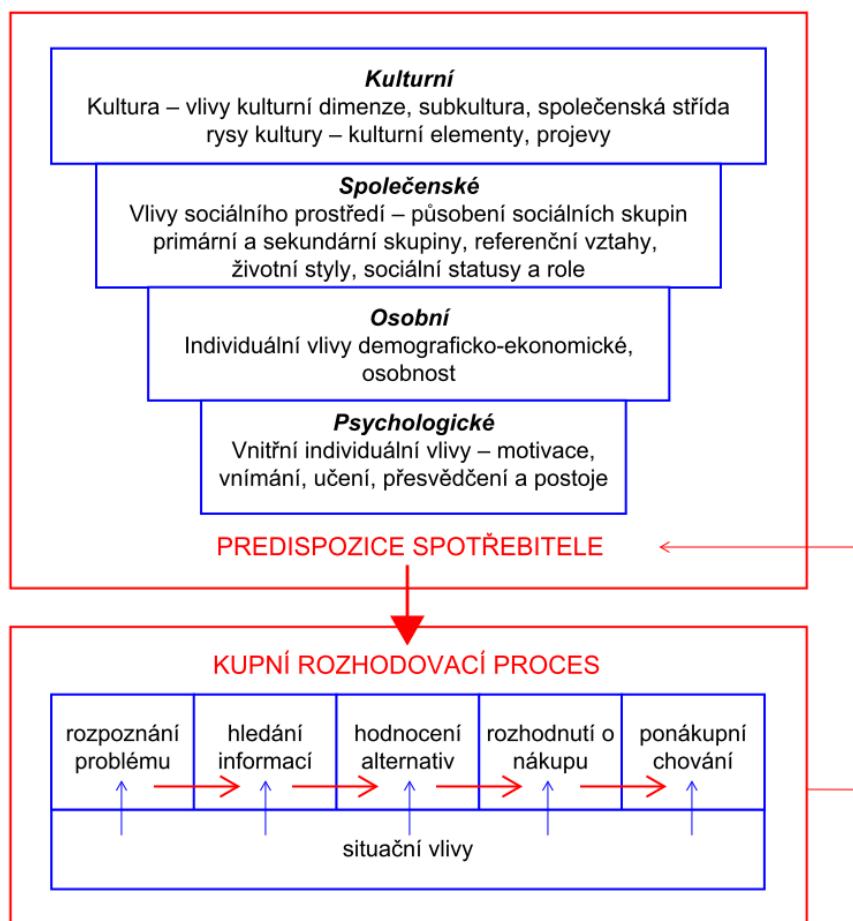 Kulturní
Kultura – vlivy kulturní dimenze, subkultura, společenská střída
rysy kultury – kulturní elementy, projevy
Společenské
Vlivy sociálního prostředí – působení sociálních skupin
primární a sekundární skupiny, referenční vztahy,
životní styly, sociální statusy a role
Osobní
Individuální vlivy demograficko-ekonomické,
osobnost
Psychologické
Vnitřní individuální vlivy – motivace,
vnímání, učení, přesvědčení a postoje
PREDISPOZICE SPOTŘEBITELE
KUPNÍ ROZHODOVACÍ PROCES
rozpoznání
problému
hledání
informací
hodnocení
alternativ
rozhodnutí o
nákupu
ponákupní
chování
situační vlivy